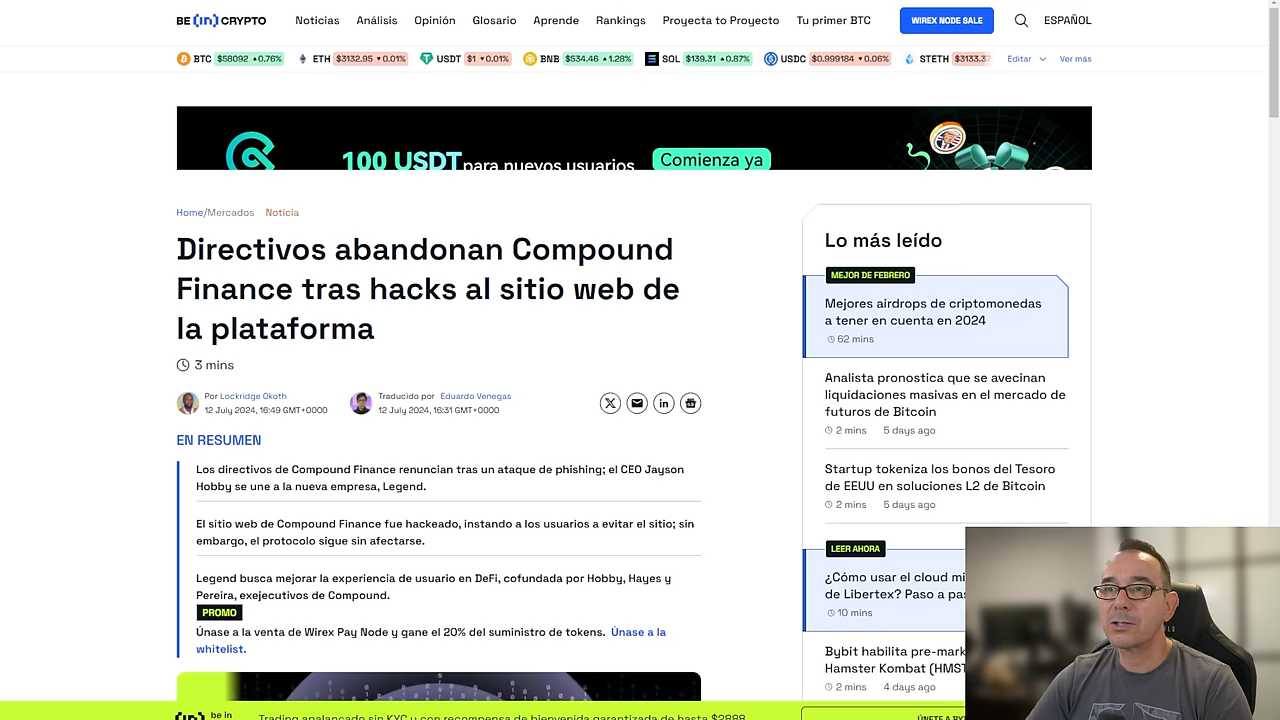 BE [IN] CRYPTO
Noticias Análisis Opinión Glosario Aprende Rankings Proyecta to Proyecto Tu primer BTC WIREX NODE SALE ESPAÑOL
BTC $58092 ▲0.76% ETH $3132.95 ▼0.01% USDT $1 ▼0.01% BNB $534.46 ▲1.28% SOL $139.31 ▲0.87% USDC $0.999184 ▼0.06% STETH $3133.37 Editar Ver más
100 USDT para nuevos usuarios Comienza ya
Home/Mercados Noticia
Directivos abandonan Compound
Finance tras hacks al sitio web de
la plataforma
3 mins
Por Lockridge Okoth
12 July 2024, 16:49 GMT+0000
Traducido por Eduardo Venegas
12 July 2024, 16:31 GMT+0000
EN RESUMEN
Los directivos de Compound Finance renuncian tras un ataque de phishing; el CEO Jayson
Hobby se une a la nueva empresa, Legend.
El sitio web de Compound Finance fue hackeado, instando a los usuarios a evitar el sitio; sin
embargo, el protocolo sigue sin afectarse.
Legend busca mejorar la experiencia de usuario en DeFi, cofundada por Hobby, Hayes y
Pereira, exejecutivos de Compound.
PROMO
Únase a la venta de Wirex Pay Node y gane el 20% del suministro de tokens. Únase a la
whitelist.
Lo más leído
MEJOR DE FEBRERO
Mejores airdrops de criptomonedas
a tener en cuenta en 2024
62 mins
Analista pronostica que se avecinan
liquidaciones masivas en el mercado de
futuros de Bitcoin
2 mins 5 days ago
Startup tokeniza los bonos del Tesoro
de EEUU en soluciones L2 de Bitcoin
2 mins 5 days ago
LEER AHORA
¿Cómo usar el cloud mi
de Libertex? Paso a pas
10 mins
Bybit habilita pre-mark
Hamster Kombat (HMST
2 mins 4 days ago
be in
Trading apalancado sin KYC y con recompensa de bienvenida garantizada de hasta $2888
ÚNETE A BY